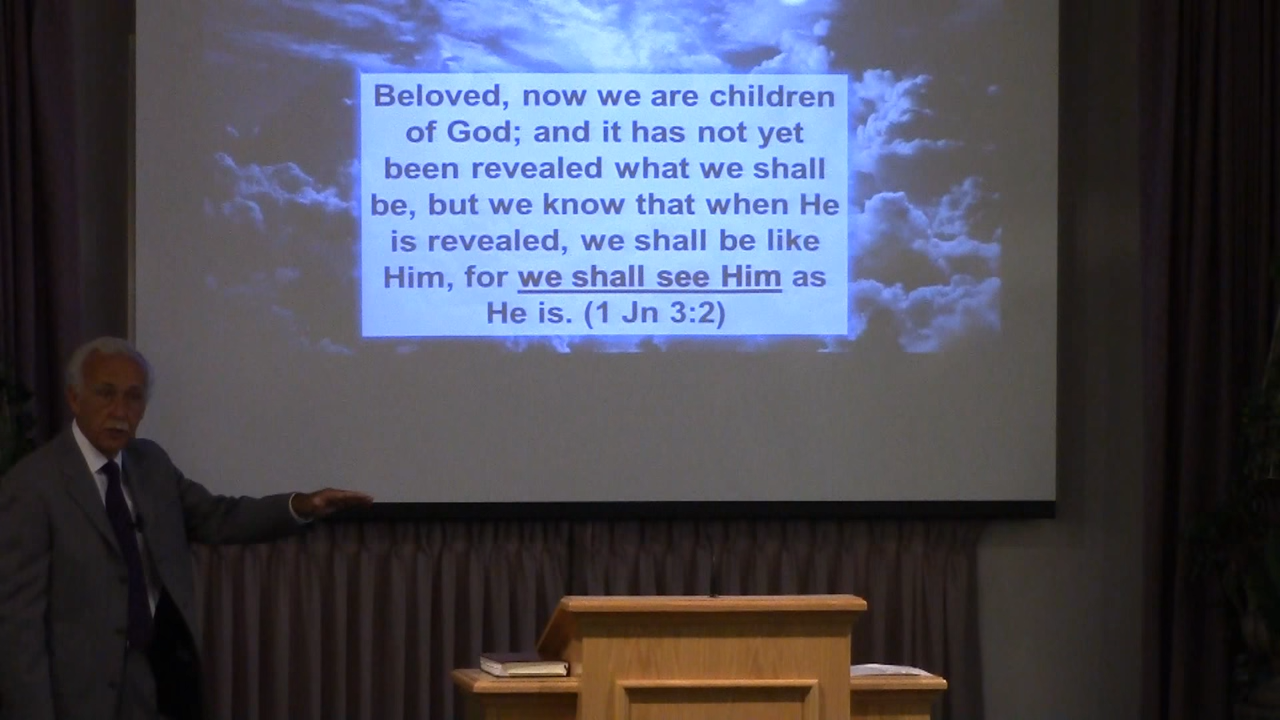 Beloved, now we are children
of God; and it has not yet
been revealed what we shall
be, but we know that when He
is revealed, we shall be like
Him, for we shall see Him as
He is. (1 Jn 3:2)